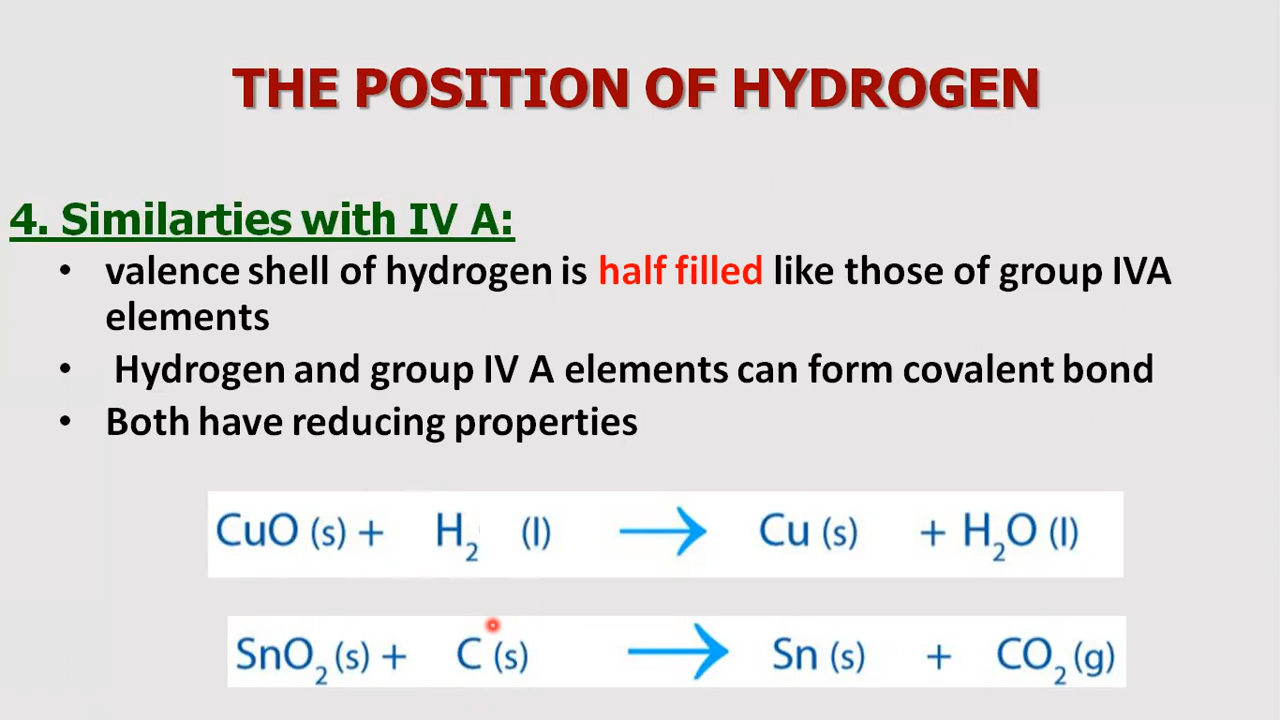 THE POSITION OF HYDROGEN
4. Similarties with IV A:
• valence shell of hydrogen is half filled like those of group IVA
elements
• Hydrogen and group IV A elements can form covalent bond
• Both have reducing properties
CuO (s) + H₂ (l) → Cu (s) + H₂O (l)
SnO₂ (s) + C (s) → Sn (s) + CO₂ (g)